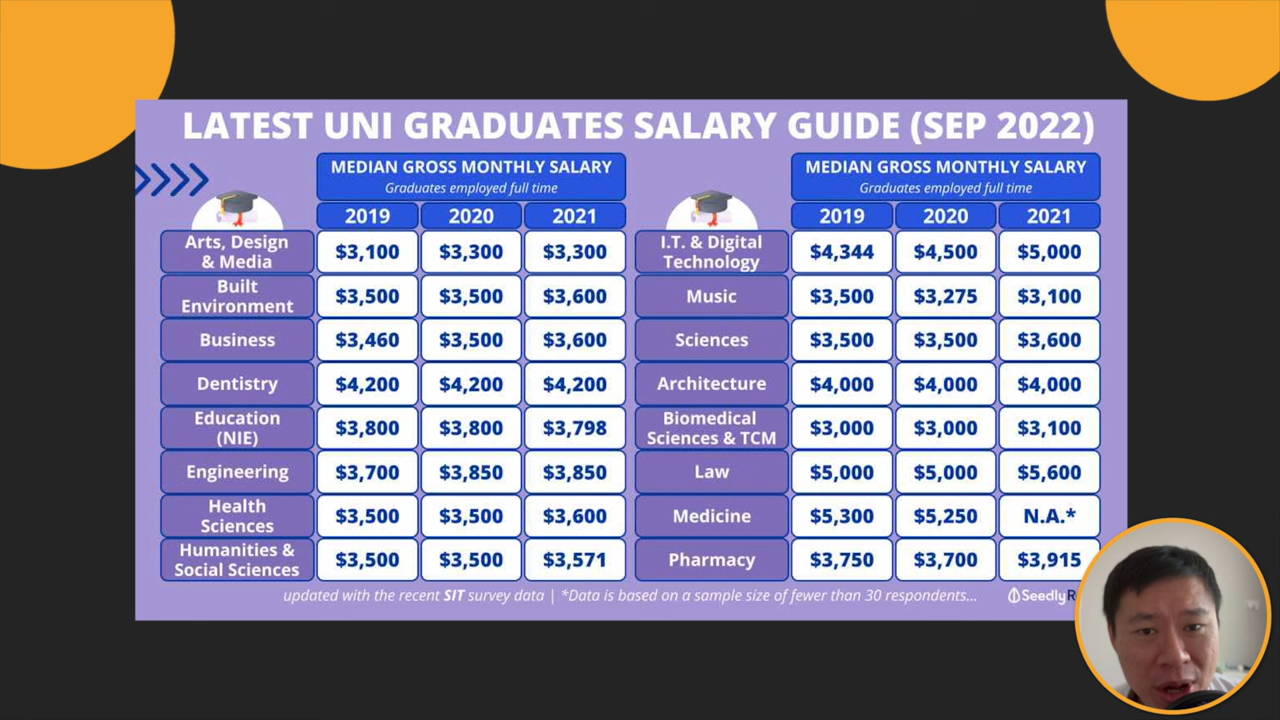 LATEST UNI GRADUATES SALARY GUIDE (SEP 2022)
MEDIAN GROSS MONTHLY SALARY
Graduates employed full time
2019 2020 2021
Arts, Design
& Media
$3,100 $3,300 $3,300
Built
Environment
$3,500 $3,500 $3,600
Business $3,460 $3,500 $3,600
Dentistry $4,200 $4,200 $4,200
Education
(NIE)
$3,800 $3,800 $3,798
Engineering $3,700 $3,850 $3,850
Health
Sciences
$3,500 $3,500 $3,600
Humanities &
Social Sciences
$3,500 $3,500 $3,571
MEDIAN GROSS MONTHLY SALARY
Graduates employed full time
2019 2020 2021
I.T. & Digital
Technology
$4,344 $4,500 $5,000
Music $3,500 $3,275 $3,100
Sciences $3,500 $3,500 $3,600
Architecture $4,000 $4,000 $4,000
Biomedical
Sciences & TCM
$3,000 $3,000 $3,100
Law $5,000 $5,000 $5,600
Medicine $5,300 $5,250 N.A.*
Pharmacy $3,750 $3,700 $3,915
updated with the recent SIT survey data | *Data is based on a sample size of fewer than 30 respondents...
Seedly